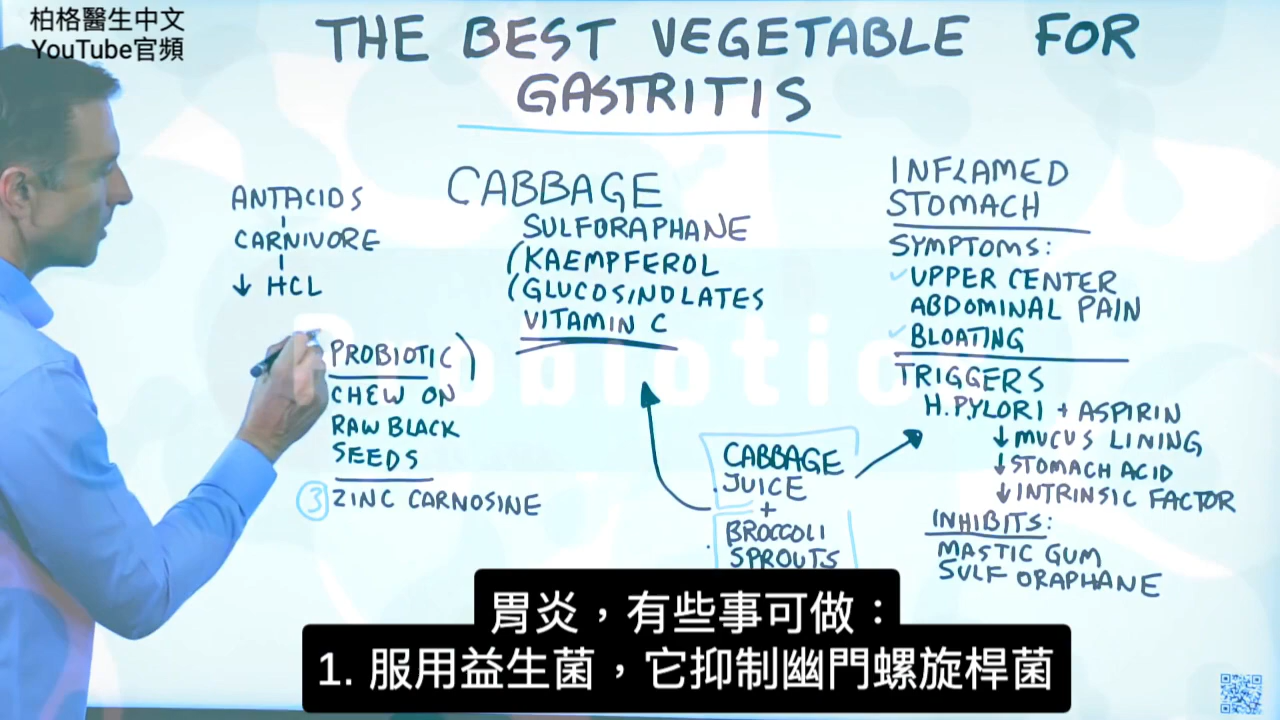 柏格醫生中文
YouTube官頻
THE BEST VEGETABLE FOR
GASTRITIS
ANTACIDS
CARNIVORE
↓ HCL
PROBIOTIC)
CHEW ON
RAW BLACK
SEEDS
③ ZINC CARNOSINE
CABBAGE
SULFORAPHANE
(KAEMPFEROL
(GLUCOSINOLATES
VITAMIN C
Probiotic
CABBAGE
JUICE
+
BROCCOLI
SPROUTS
INFLAMED
STOMACH
SYMPTOMS:
✓UPPER CENTER
ABDOMINAL PAIN
✓BLOATING
TRIGGERS
H.PYLORI + ASPIRIN
↓MUCUS LINING
↓STOMACH ACID
↓INTRINSIC FACTOR
INHIBITS:
MASTIC GUM
SULFORAPHANE
胃炎，有些事可做：
1. 服用益生菌，它抑制幽門螺旋桿菌